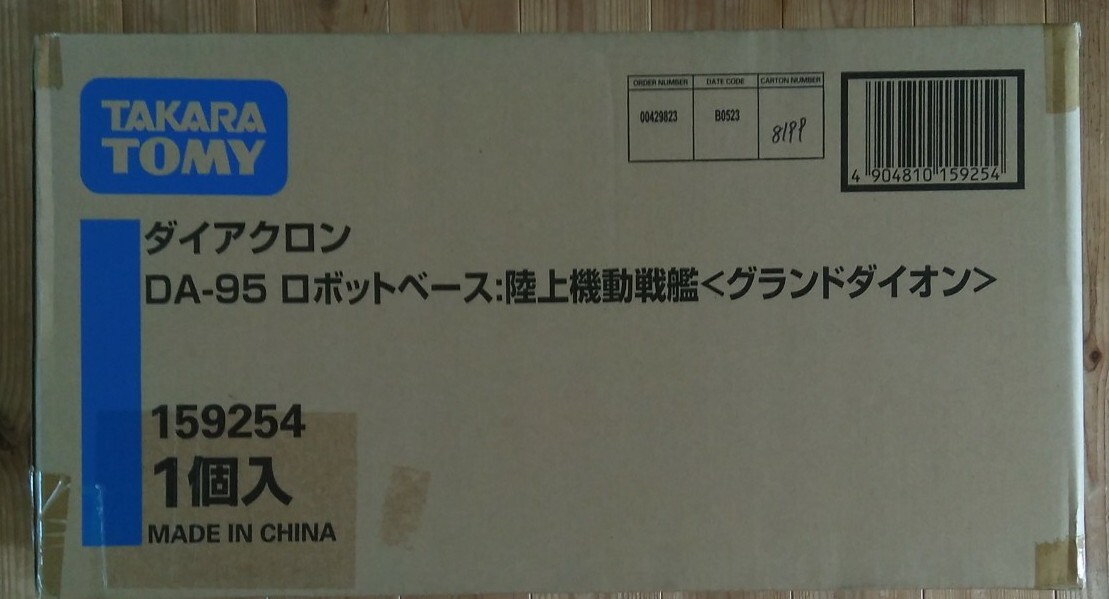 TAKARA
TOMY
ORDER NUMBER DATE CODE CARTON NUMBER
00429823 B0523 8199
4 904810 159254
ダイアクロン
DA-95 ロボットベース:陸上機動戦艦<グランドダイオン>
159254
1個入
MADE IN CHINA